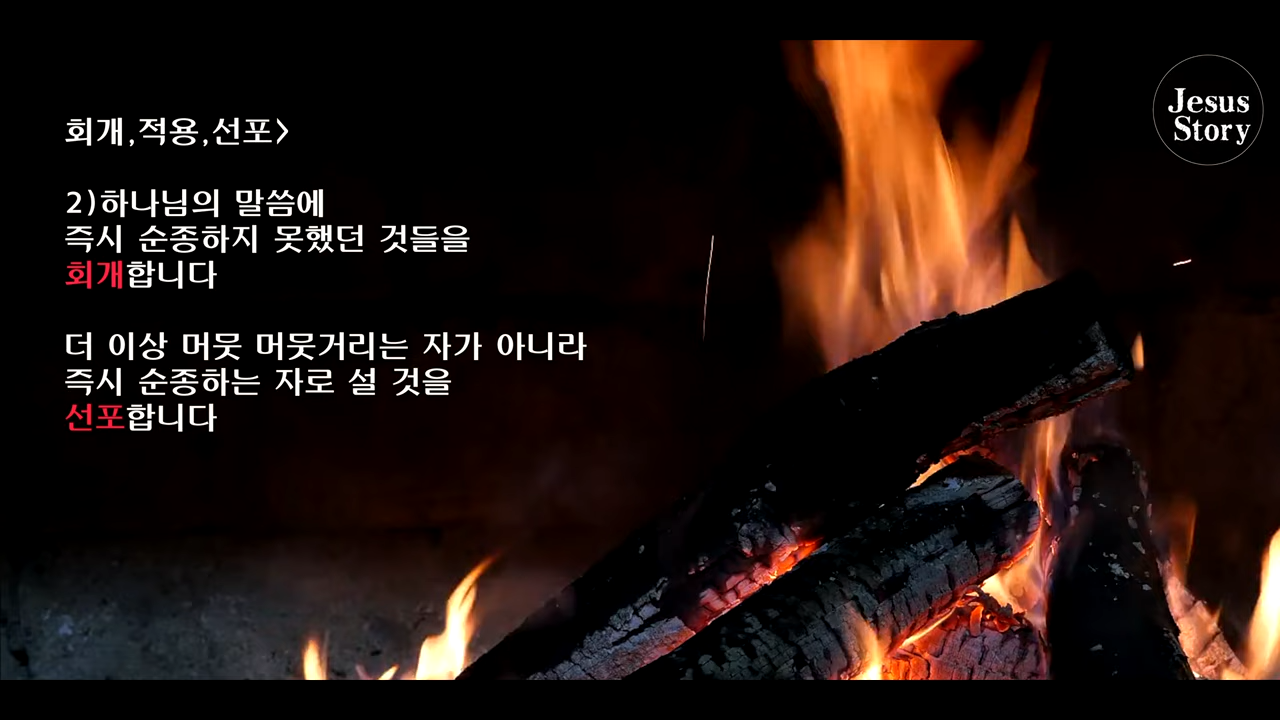 회개,적용,선포>
2)하나님의 말씀에
즉시 순종하지 못했던 것들을
회개합니다
더 이상 머뭇 머뭇거리는 자가 아니라
즉시 순종하는 자로 설 것을
선포합니다
Jesus
Story